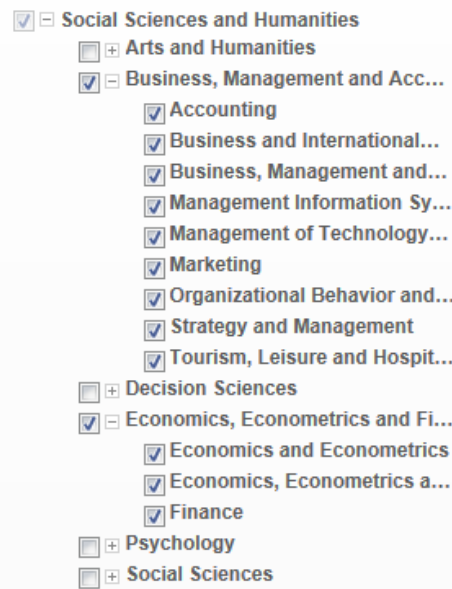 Social Sciences and Humanities
Arts and Humanities
Business, Management and Acc...
Accounting
Business and International...
Business, Management and...
Management Information Sy...
Management of Technology...
Marketing
Organizational Behavior and...
Strategy and Management
Tourism, Leisure and Hospit...
Decision Sciences
Economics, Econometrics and Fi...
Economics and Econometrics
Economics, Econometrics a...
Finance
Psychology
Social Sciences